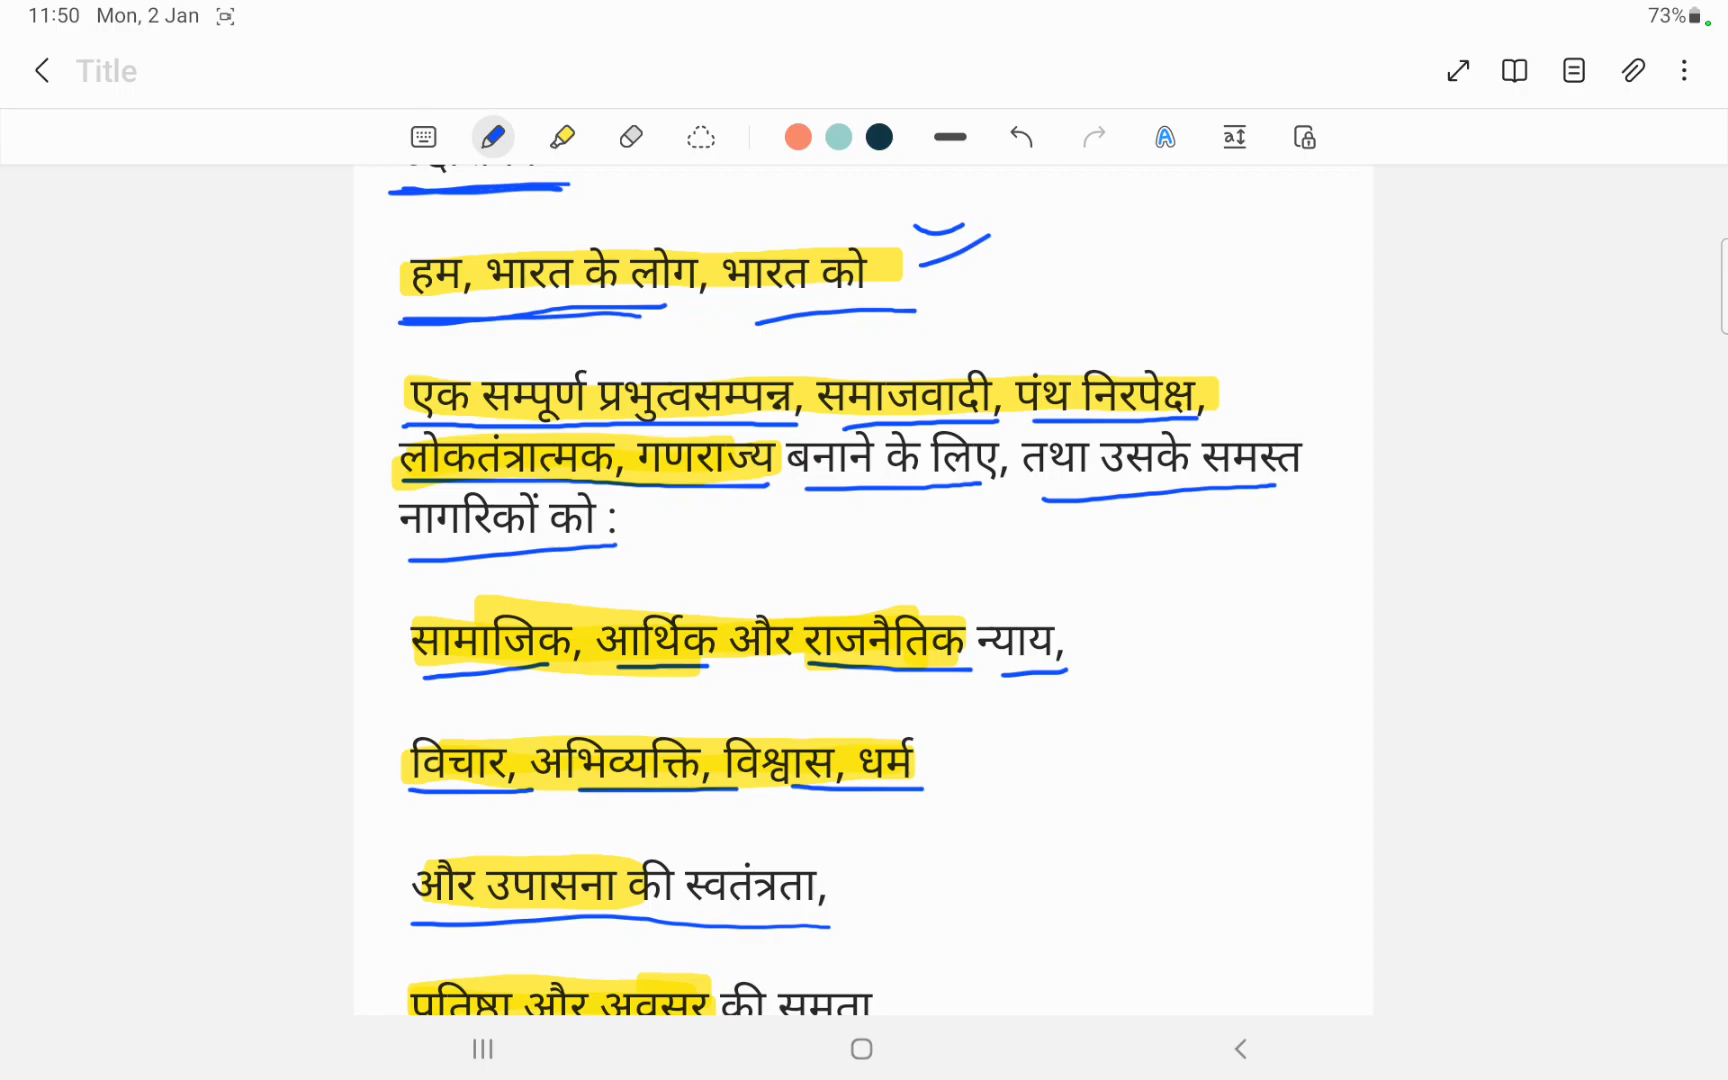 11:50 Mon, 2 Jan
73%
Title
हम, भारत के लोग, भारत को
एक सम्पूर्ण प्रभुत्वसम्पन्न, समाजवादी, पंथ निरपेक्ष,
लोकतंत्रात्मक, गणराज्य बनाने के लिए, तथा उसके समस्त
नागरिकों को :
सामाजिक, आर्थिक और राजनैतिक न्याय,
विचार, अभिव्यक्ति, विश्वास, धर्म
और उपासना की स्वतंत्रता,
प्रतिष्ठा और अवसर की समता